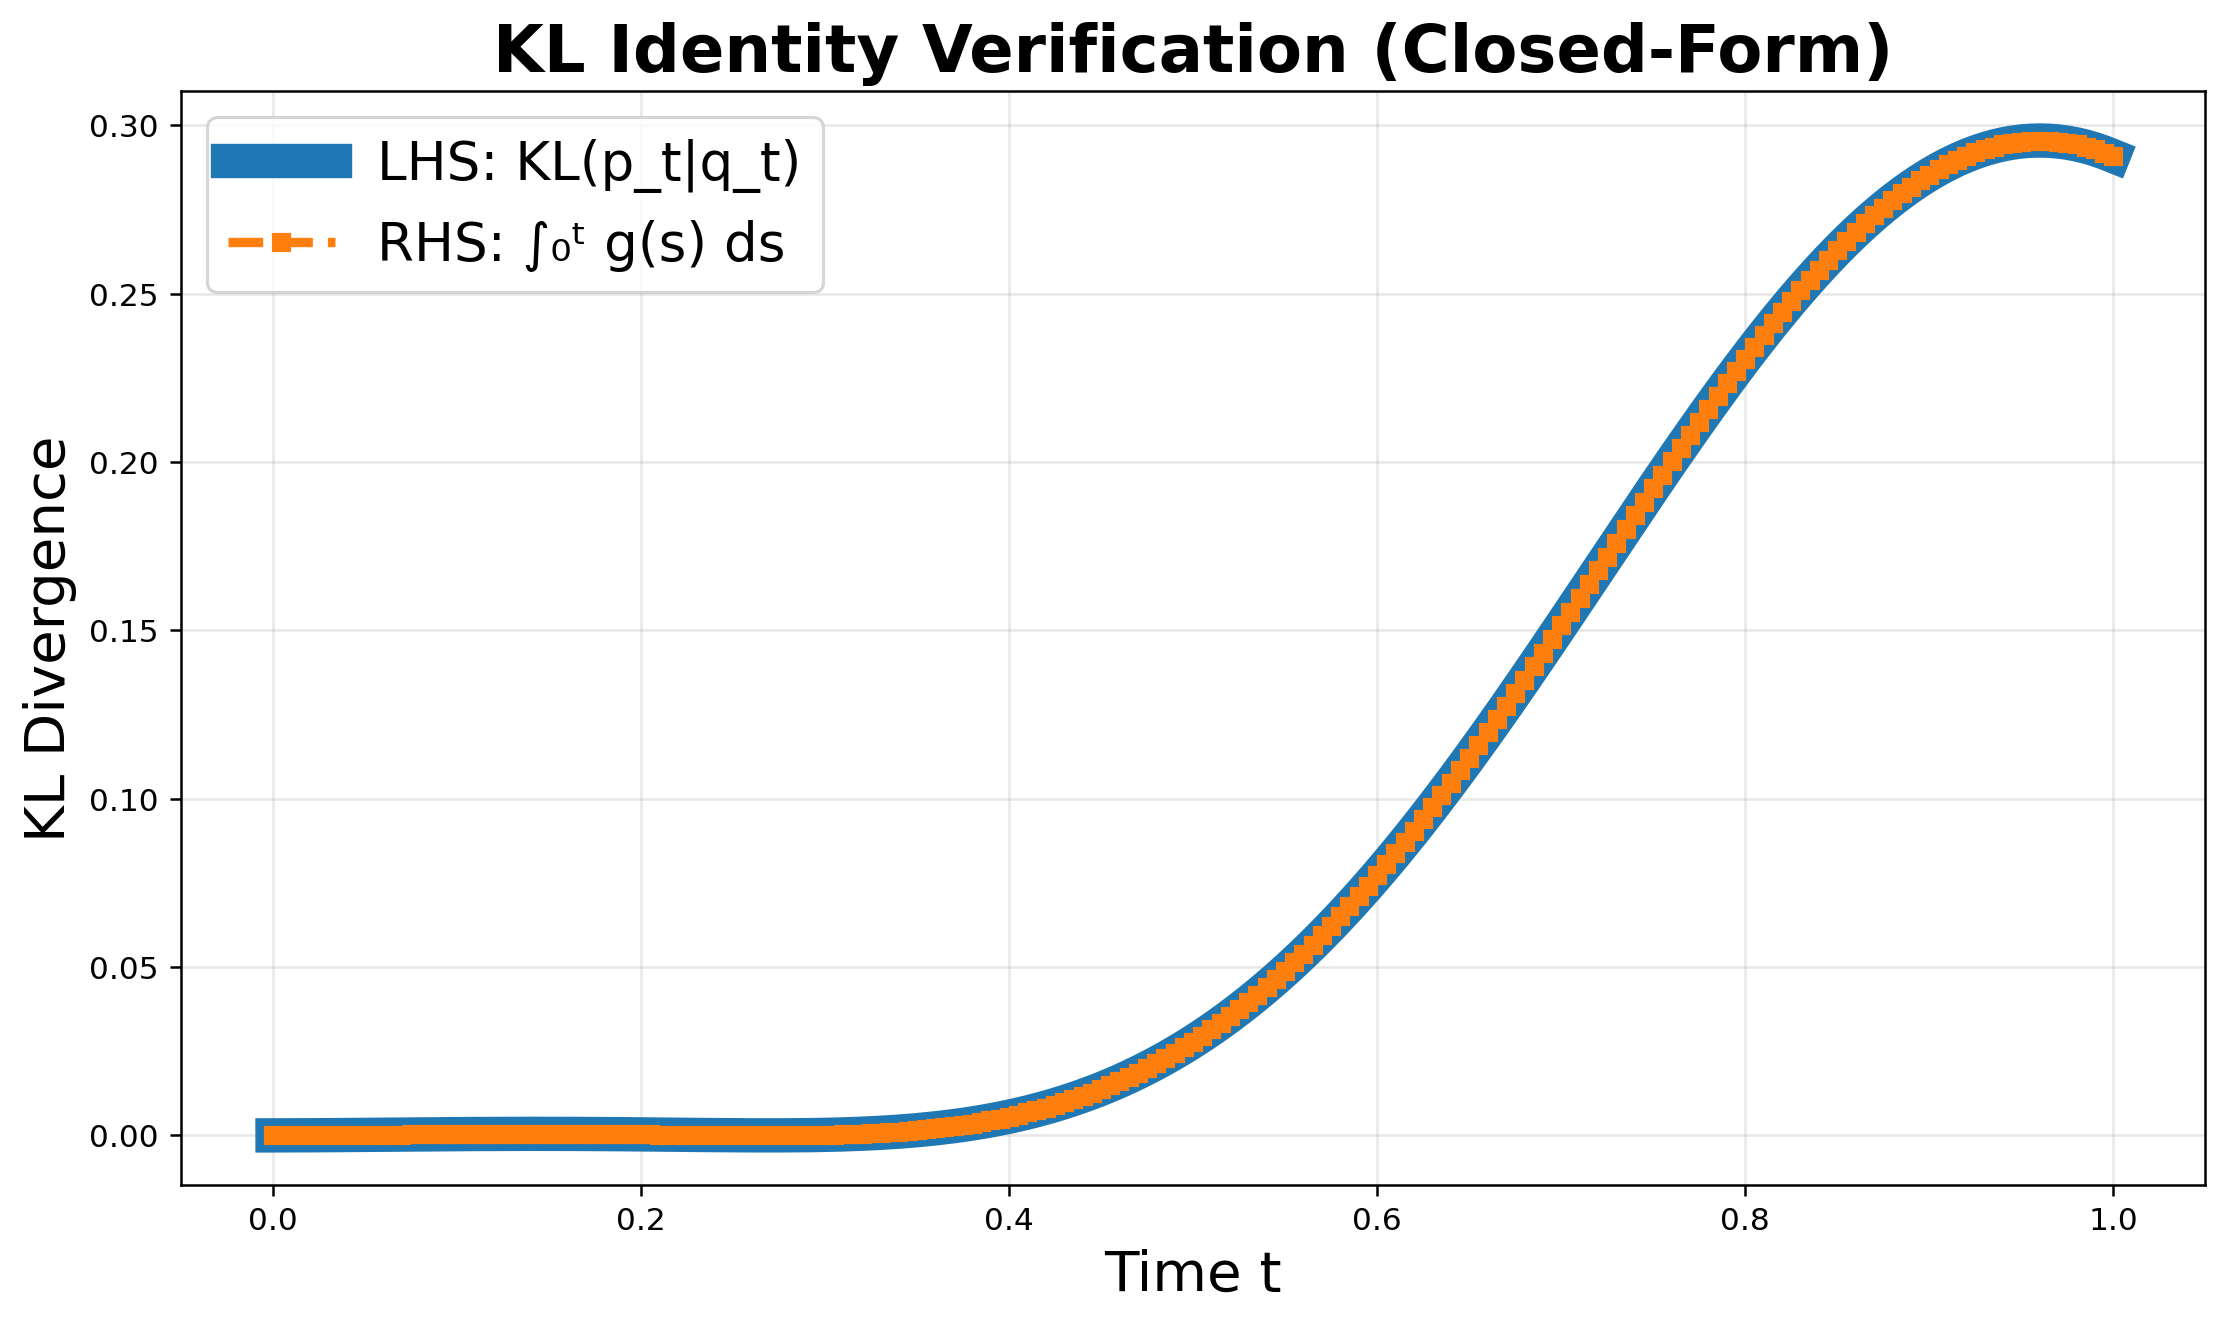 KL Identity Verification (Closed-Form)
LHS: KL(p_t|q_t)
RHS: ∫₀ᵗ g(s) ds
KL Divergence
0.30
0.25
0.20
0.15
0.10
0.05
0.00
0.0 0.2 0.4 0.6 0.8 1.0
Time t